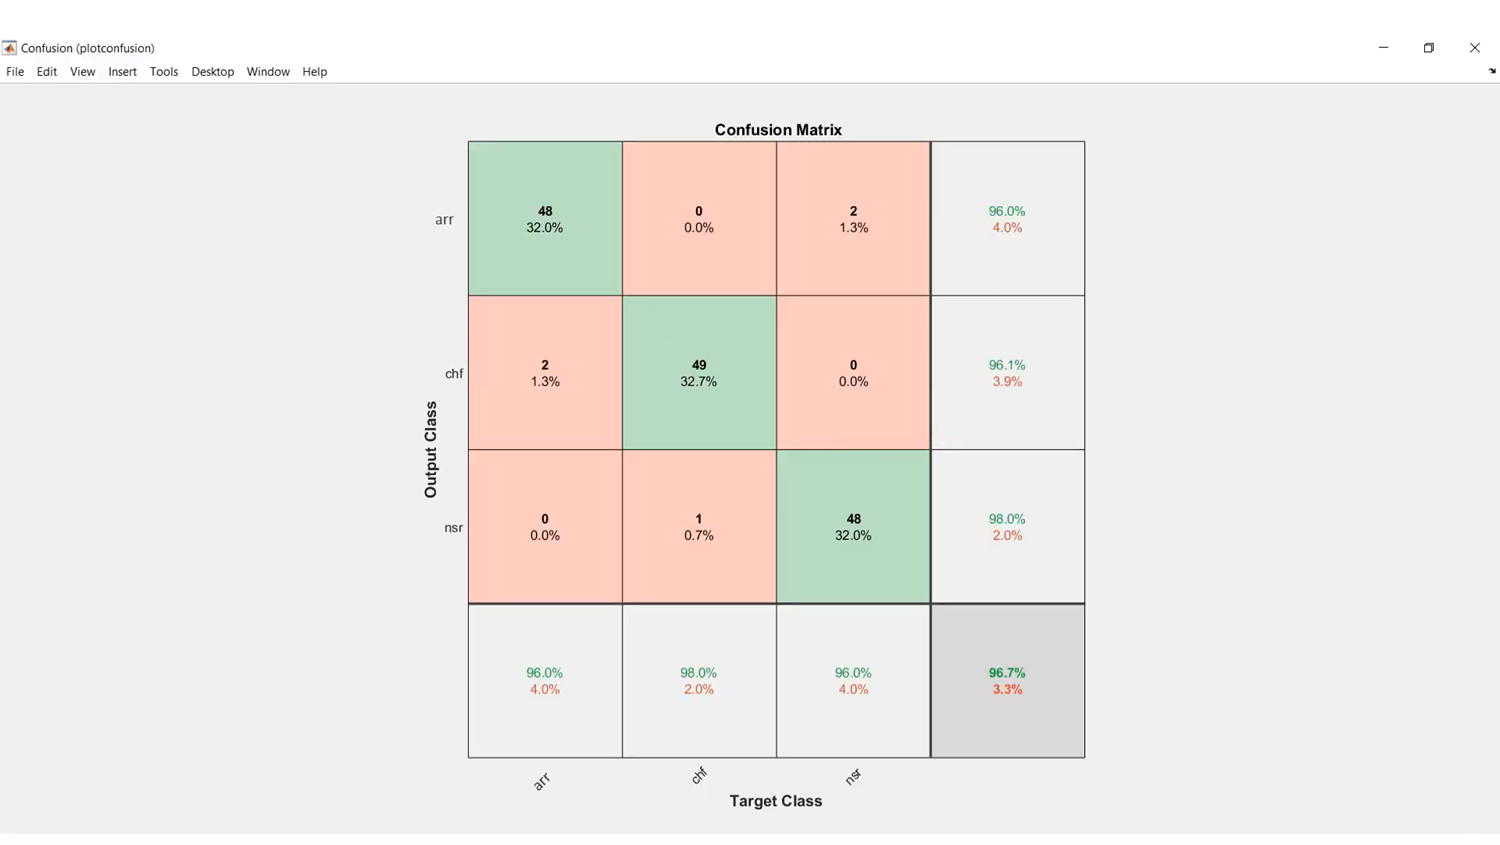 Confusion (plotconfusion)
File Edit View Insert Tools Desktop Window Help
Confusion Matrix
arr
48
32.0%
0
0.0%
2
1.3%
96.0%
4.0%
chf
2
1.3%
49
32.7%
0
0.0%
96.1%
3.9%
Output Class
nsr
0
0.0%
1
0.7%
48
32.0%
98.0%
2.0%
96.0%
4.0%
98.0%
2.0%
96.0%
4.0%
96.7%
3.3%
arr
chf
nsr
Target Class